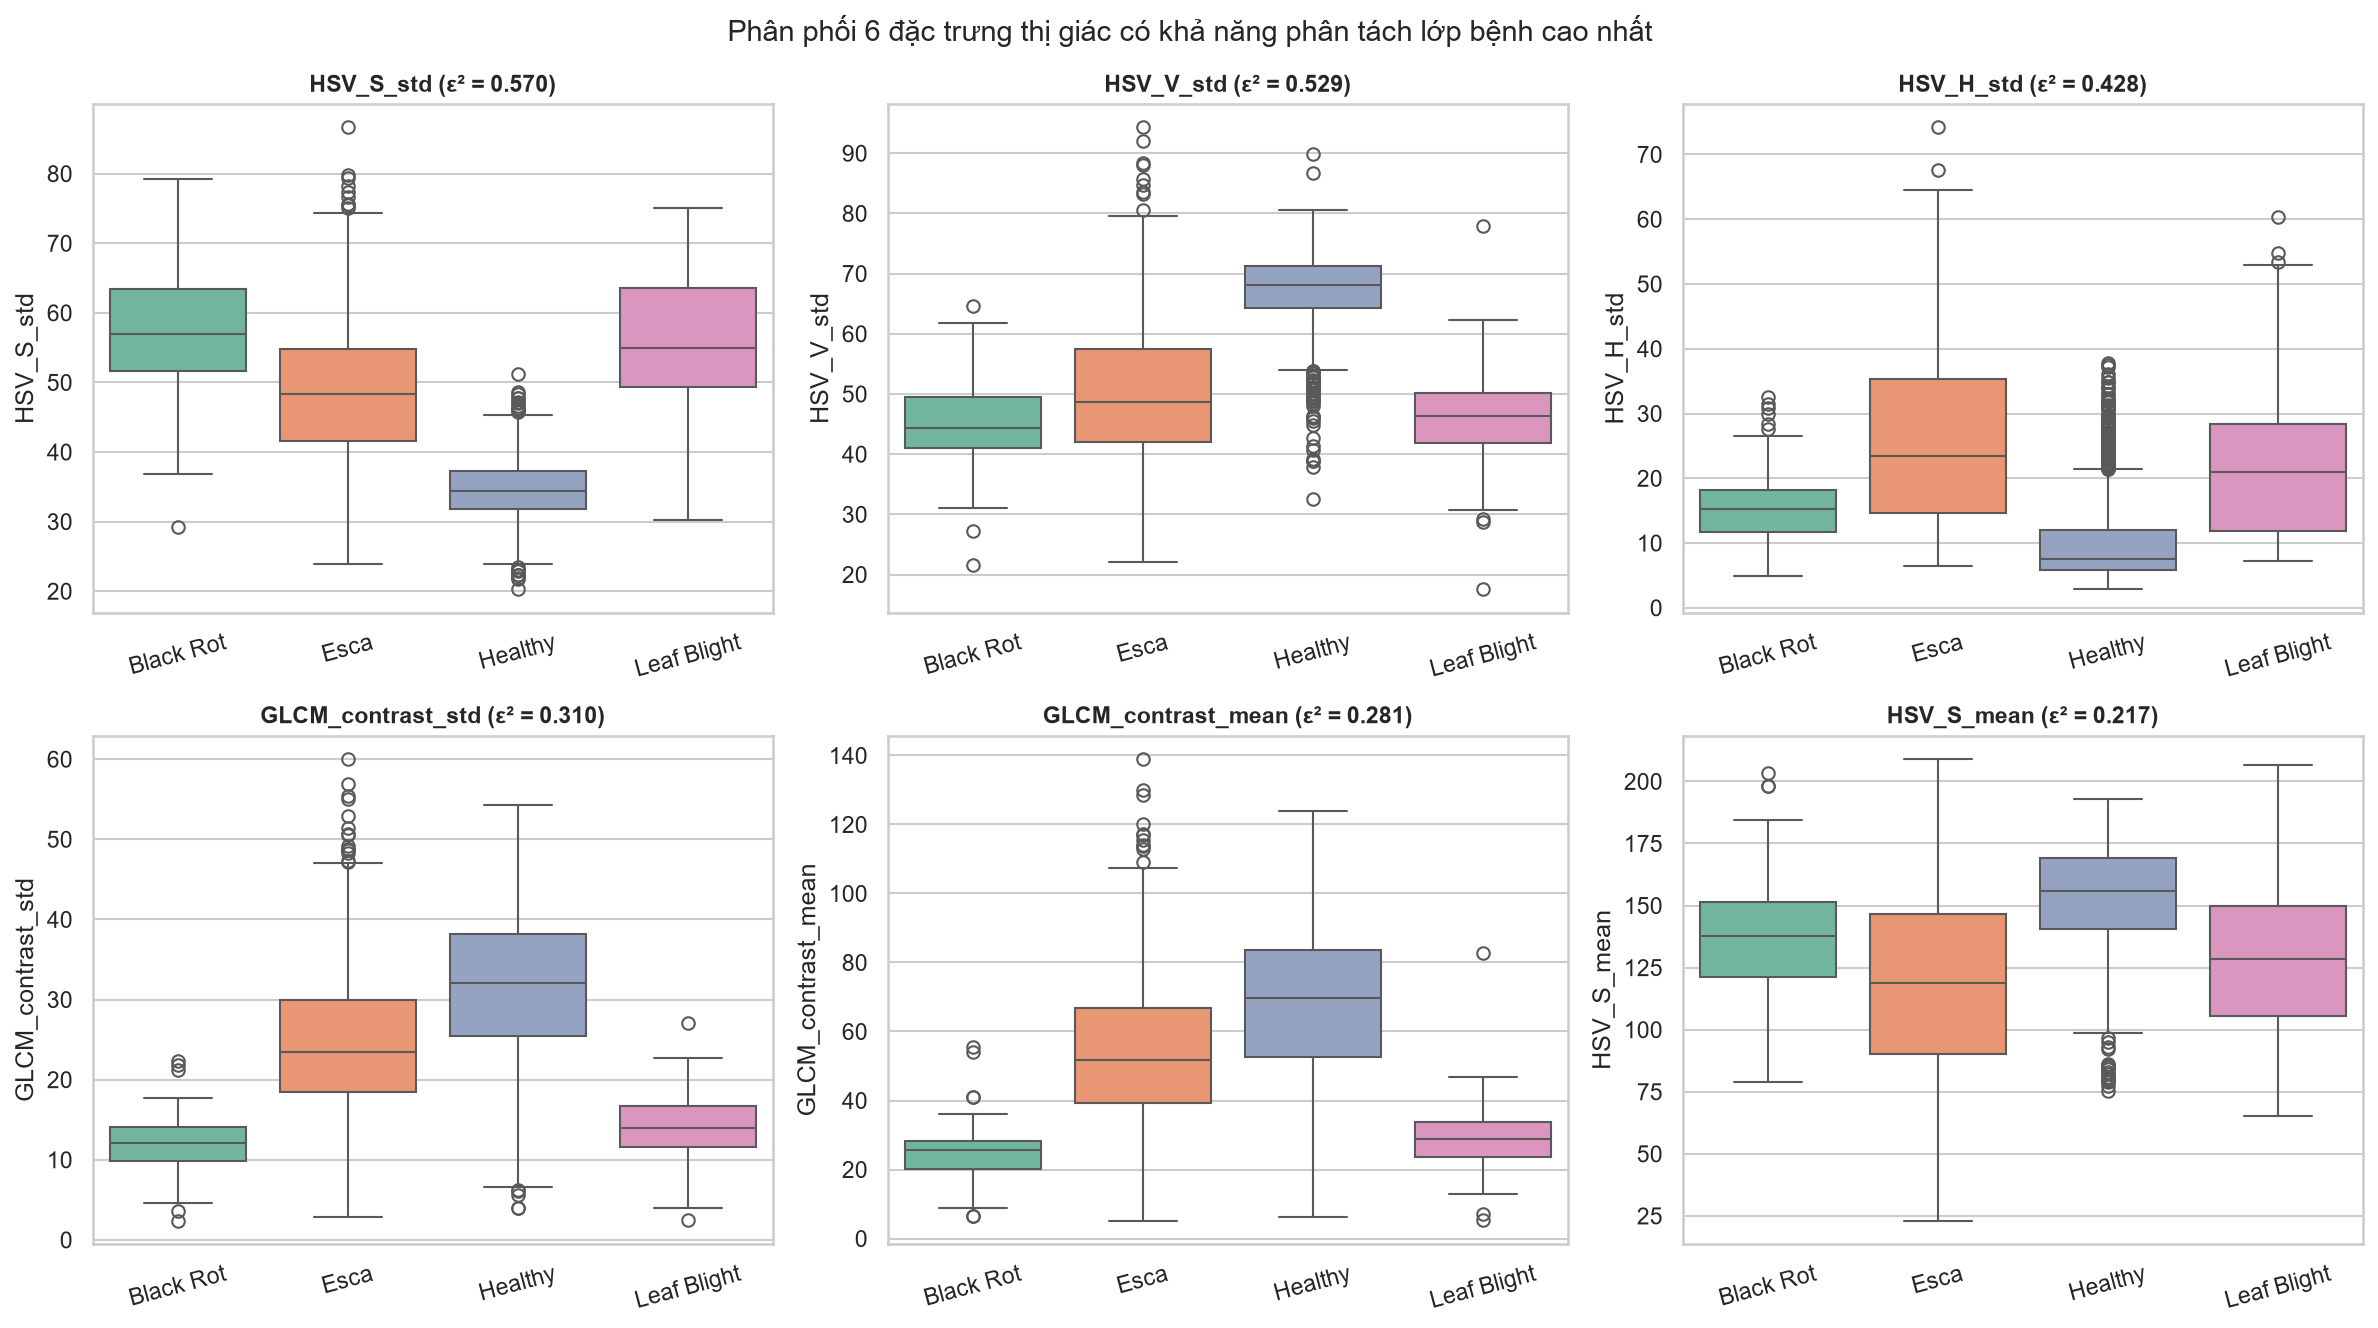 Phân phối 6 đặc trưng thị giác có khả năng phân tách lớp bệnh cao nhất
HSV_S_std (ε² = 0.570)
HSV_S_std
80
70
60
50
40
30
20
Black Rot
Esca
Healthy
Leaf Blight
HSV_V_std (ε² = 0.529)
HSV_V_std
90
80
70
60
50
40
30
20
Black Rot
Esca
Healthy
Leaf Blight
HSV_H_std (ε² = 0.428)
HSV_H_std
70
60
50
40
30
20
10
0
Black Rot
Esca
Healthy
Leaf Blight
GLCM_contrast_std (ε² = 0.310)
GLCM_contrast_std
60
50
40
30
20
10
0
Black Rot
Esca
Healthy
Leaf Blight
GLCM_contrast_mean (ε² = 0.281)
GLCM_contrast_mean
140
120
100
80
60
40
20
0
Black Rot
Esca
Healthy
Leaf Blight
HSV_S_mean (ε² = 0.217)
HSV_S_mean
200
175
150
125
100
75
50
25
Black Rot
Esca
Healthy
Leaf Blight